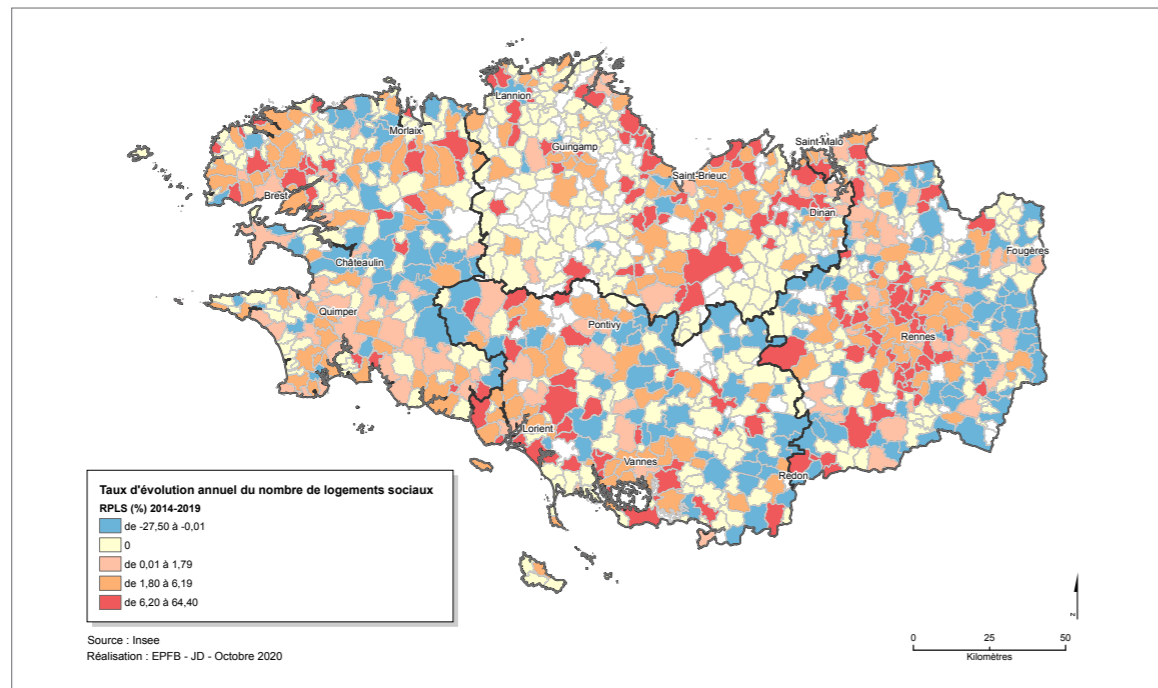 Lannion
Morlaix
Guingamp
Saint-Malo
Saint-Brieuc
Brest
Dinan
Fougères
Châteaulin
Quimper
Pontivy
Rennes
Lorient
Vannes
Redon
Taux d'évolution annuel du nombre de logements sociaux
RPLS (%) 2014-2019
de -27,50 à -0,01
0
de 0,01 à 1,79
de 1,80 à 6,19
de 6,20 à 64,40
Source : Insee
Réalisation : EPFB - JD - Octobre 2020
N
0 25 50
Kilomètres